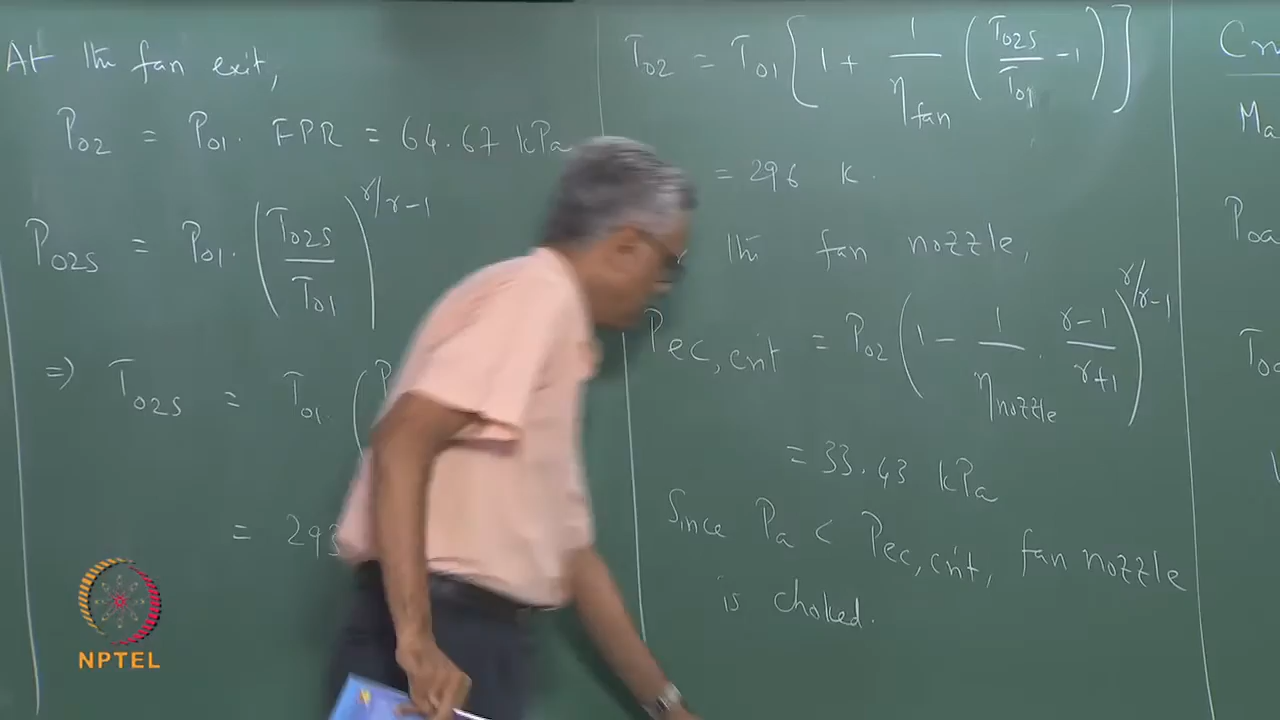 At the fan exit,
P02 = P01 . FPR = 64.67 kPa
P02s = P01 . (T02s / T01)^γ/γ-1
=> T02s = T01 . (P
= 293
T02 = T01 [ 1 + 1/ηfan ( T02s/T01 - 1 ) ]
= 296 K.
the fan nozzle,
Pec,crit = P02 ( 1 - 1/ηnozzle . γ-1/γ+1 )^γ/γ-1
= 33.43 kPa
Since Pa < Pec,crit, fan nozzle
is choked.
NPTEL